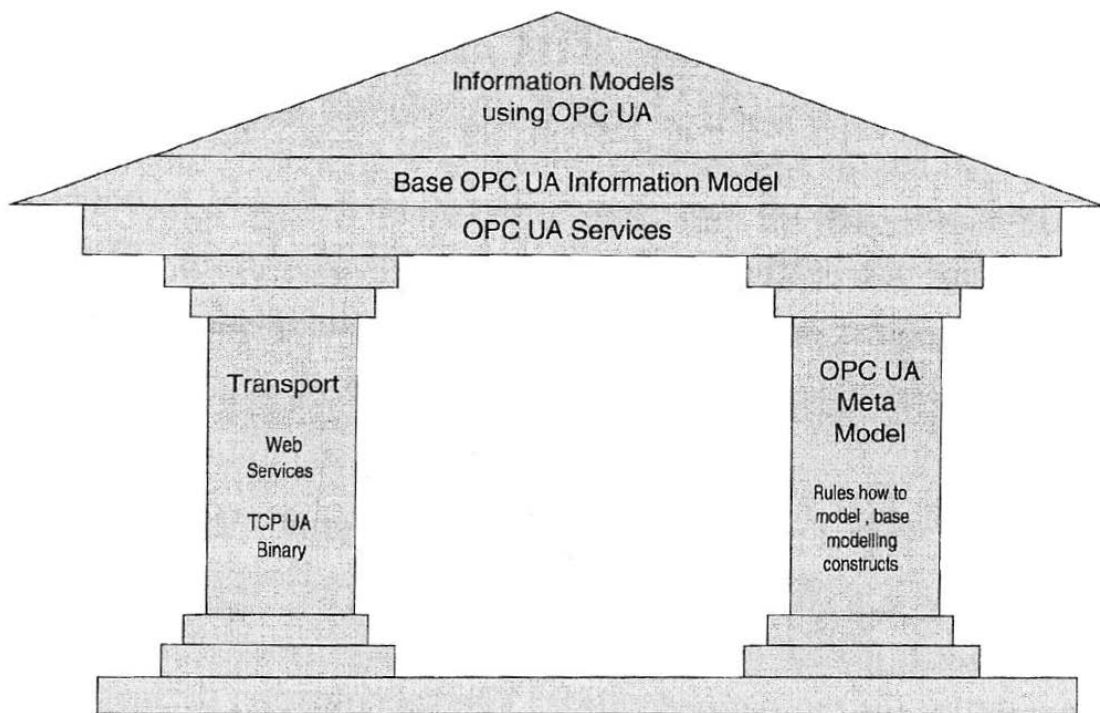 Information Models
using OPC UA
Base OPC UA Information Model
OPC UA Services
Transport
Web
Services
TCP UA
Binary
OPC UA
Meta
Model
Rules how to
model , base
modelling
constructs